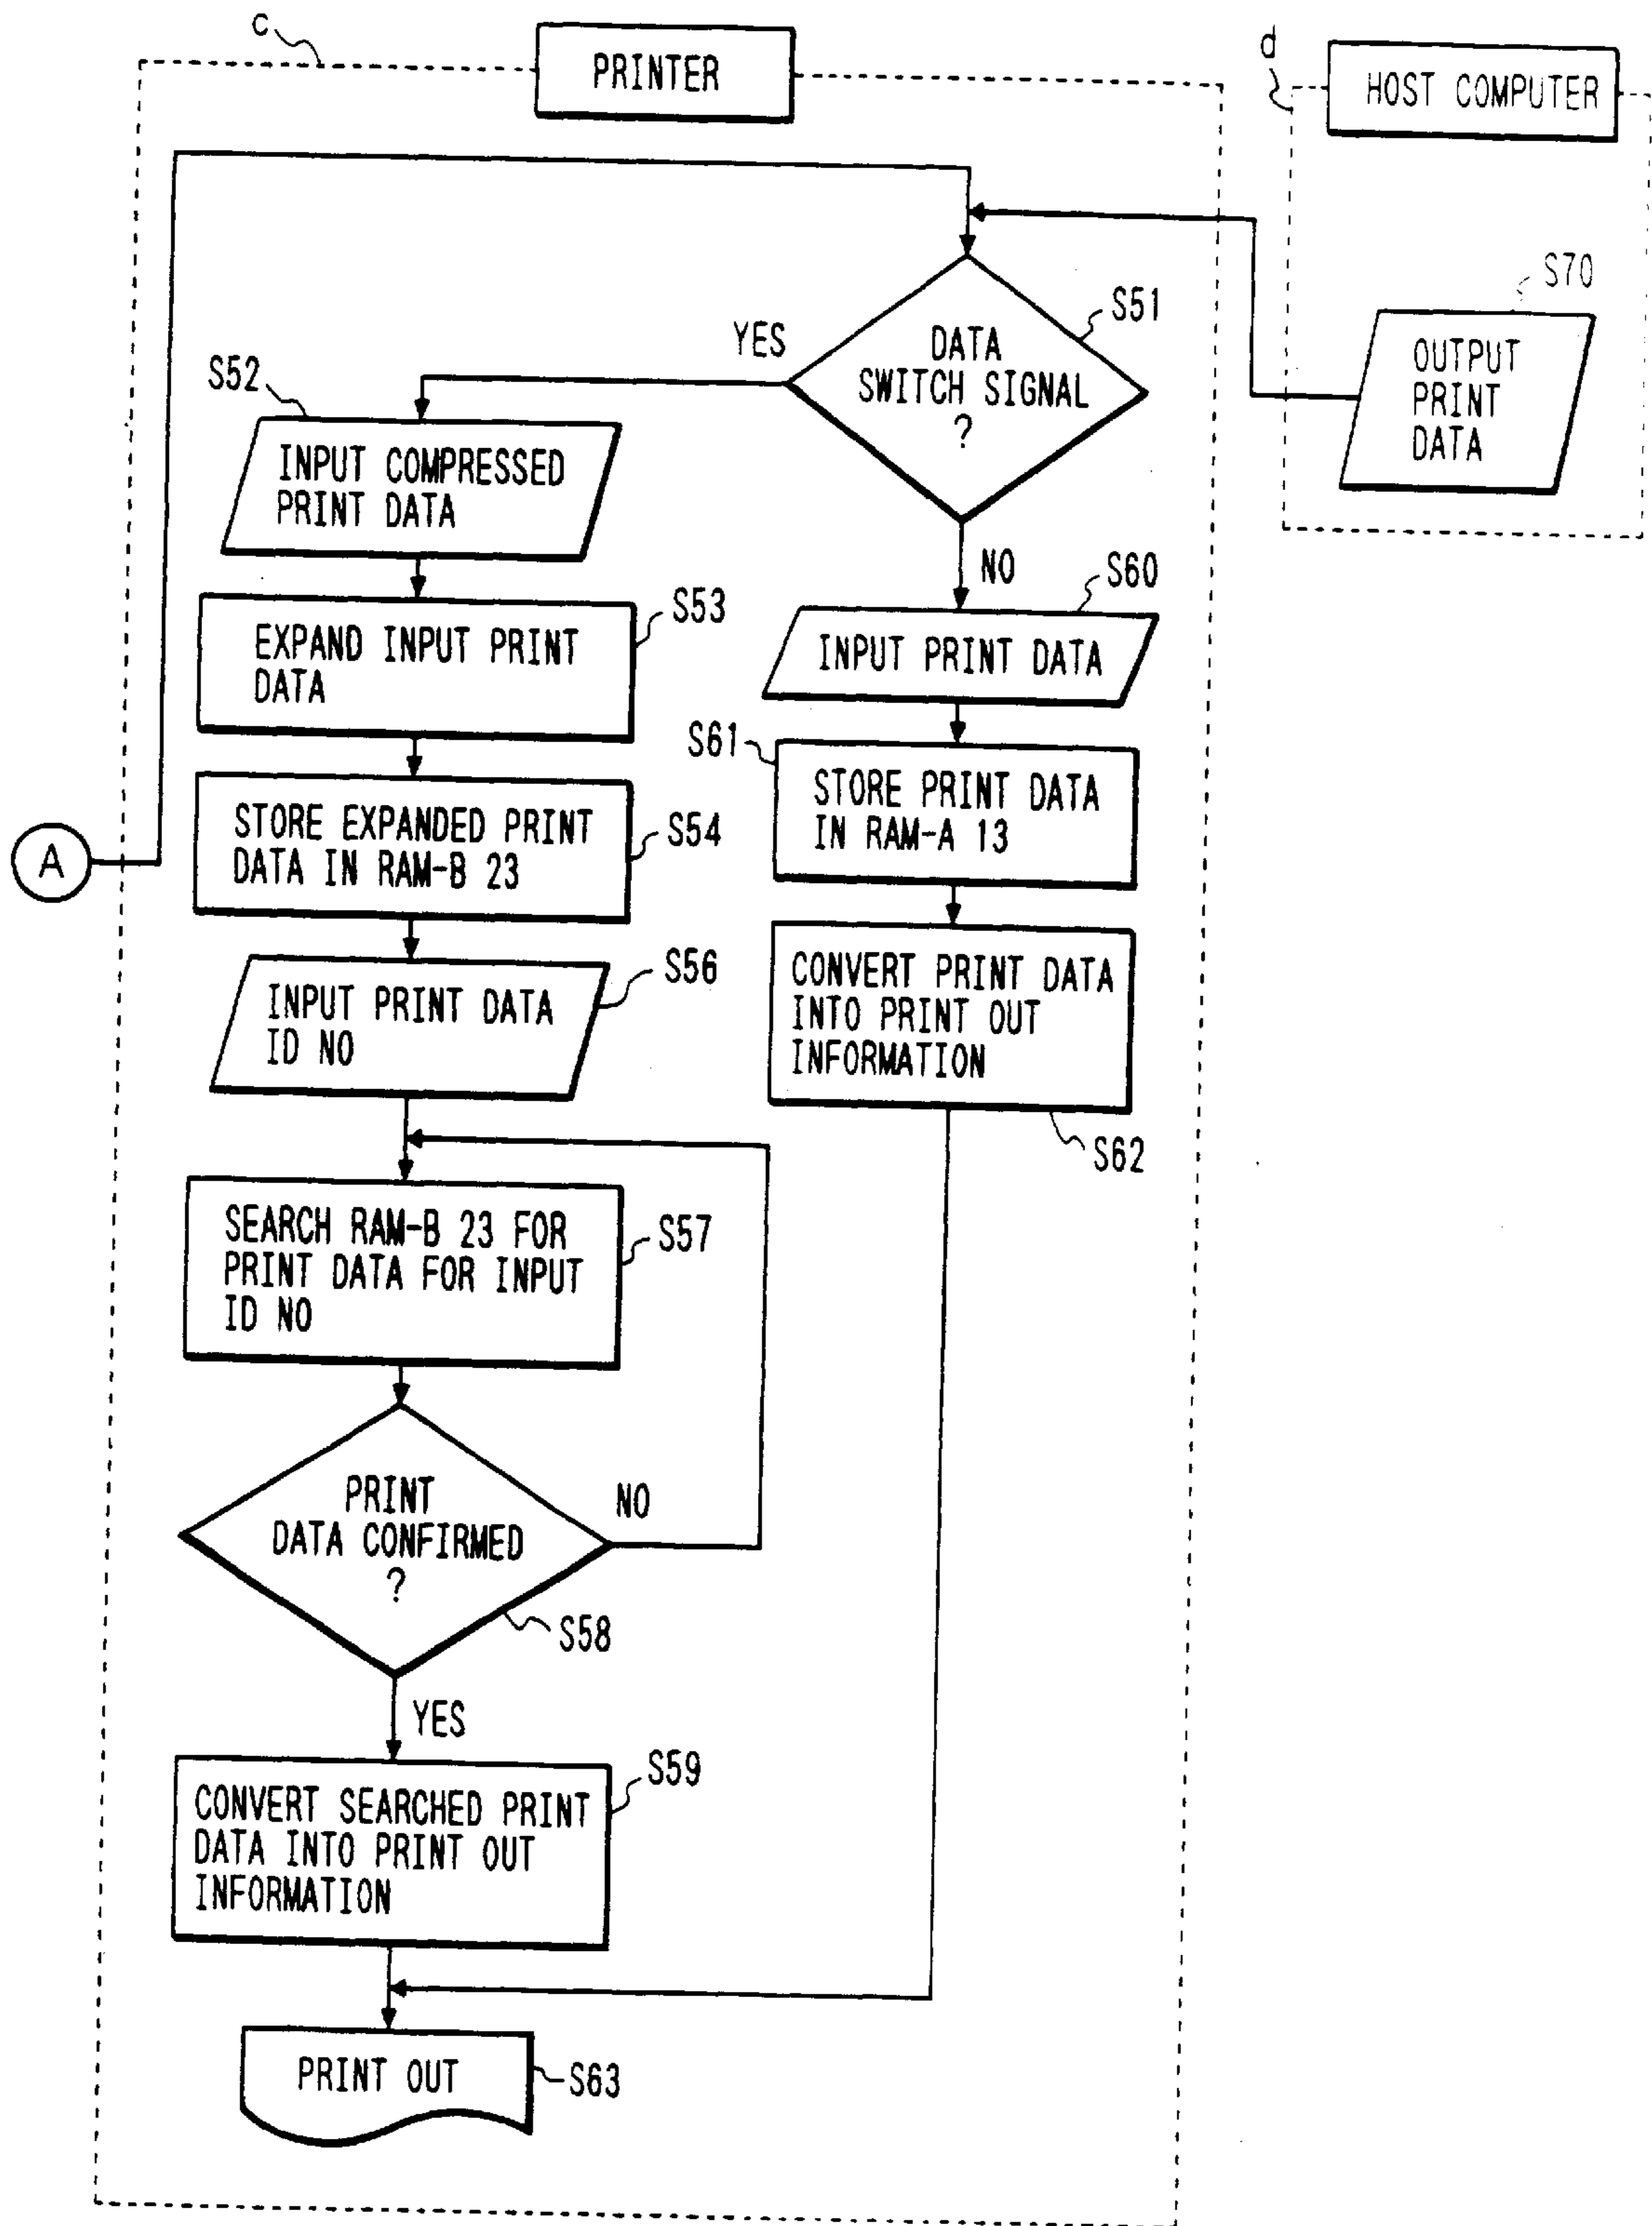 c
PRINTER
d
HOST COMPUTER
S51
DATA
SWITCH SIGNAL
?
YES
NO
S70
OUTPUT
PRINT
DATA
S52
INPUT COMPRESSED
PRINT DATA
S53
EXPAND INPUT PRINT
DATA
S54
STORE EXPANDED PRINT
DATA IN RAM-B 23
A
S56
INPUT PRINT DATA
ID NO
S57
SEARCH RAM-B 23 FOR
PRINT DATA FOR INPUT
ID NO
PRINT
DATA CONFIRMED
?
NO
S58
YES
S59
CONVERT SEARCHED PRINT
DATA INTO PRINT OUT
INFORMATION
S60
INPUT PRINT DATA
S61
STORE PRINT DATA
IN RAM-A 13
CONVERT PRINT DATA
INTO PRINT OUT
INFORMATION
S62
PRINT OUT
S63